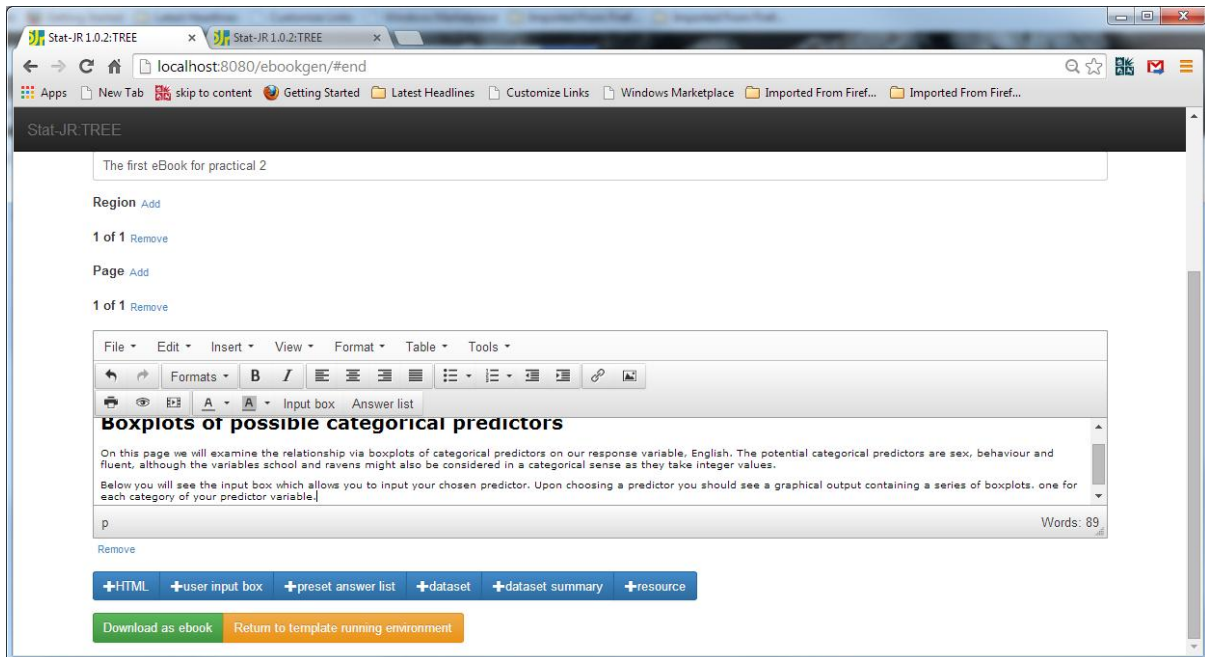 Stat-JR 1.0.2:TREE x Stat-JR 1.0.2:TREE x
localhost:8080/ebookgen/#end
Apps New Tab skip to content Getting Started Latest Headlines Customize Links Windows Marketplace Imported From Firef... Imported From Firef...
Stat-JR:TREE
The first eBook for practical 2
Region Add
1 of 1 Remove
Page Add
1 of 1 Remove
File Edit Insert View Format Table Tools
Formats B I
A A Input box Answer list
Boxplots of possible categorical predictors
On this page we will examine the relationship via boxplots of categorical predictors on our response variable, English. The potential categorical predictors are sex, behaviour and
fluent, although the variables school and ravens might also be considered in a categorical sense as they take integer values.
Below you will see the input box which allows you to input your chosen predictor. Upon choosing a predictor you should see a graphical output containing a series of boxplots. one for
each category of your predictor variable.
p Words: 89
Remove
+HTML +user input box +preset answer list +dataset +dataset summary +resource
Download as ebook Return to template running environment